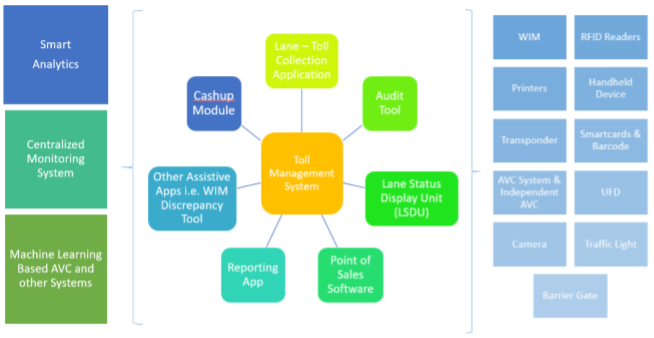 Smart
Analytics
Centralized
Monitoring
System
Machine Learning
Based AVC and
other Systems
Lane – Toll
Collection
Application
Cashup
Module
Audit
Tool
Toll
Management
System
Other Assistive
Apps i.e. WIM
Discrepancy
Tool
Lane Status
Display Unit
(LSDU)
Reporting
App
Point of
Sales
Software
WIM
RFID Readers
Printers
Handheld
Device
Transponder
Smartcards &
Barcode
AVC System &
Independent
AVC
UFD
Camera
Traffic Light
Barrier Gate